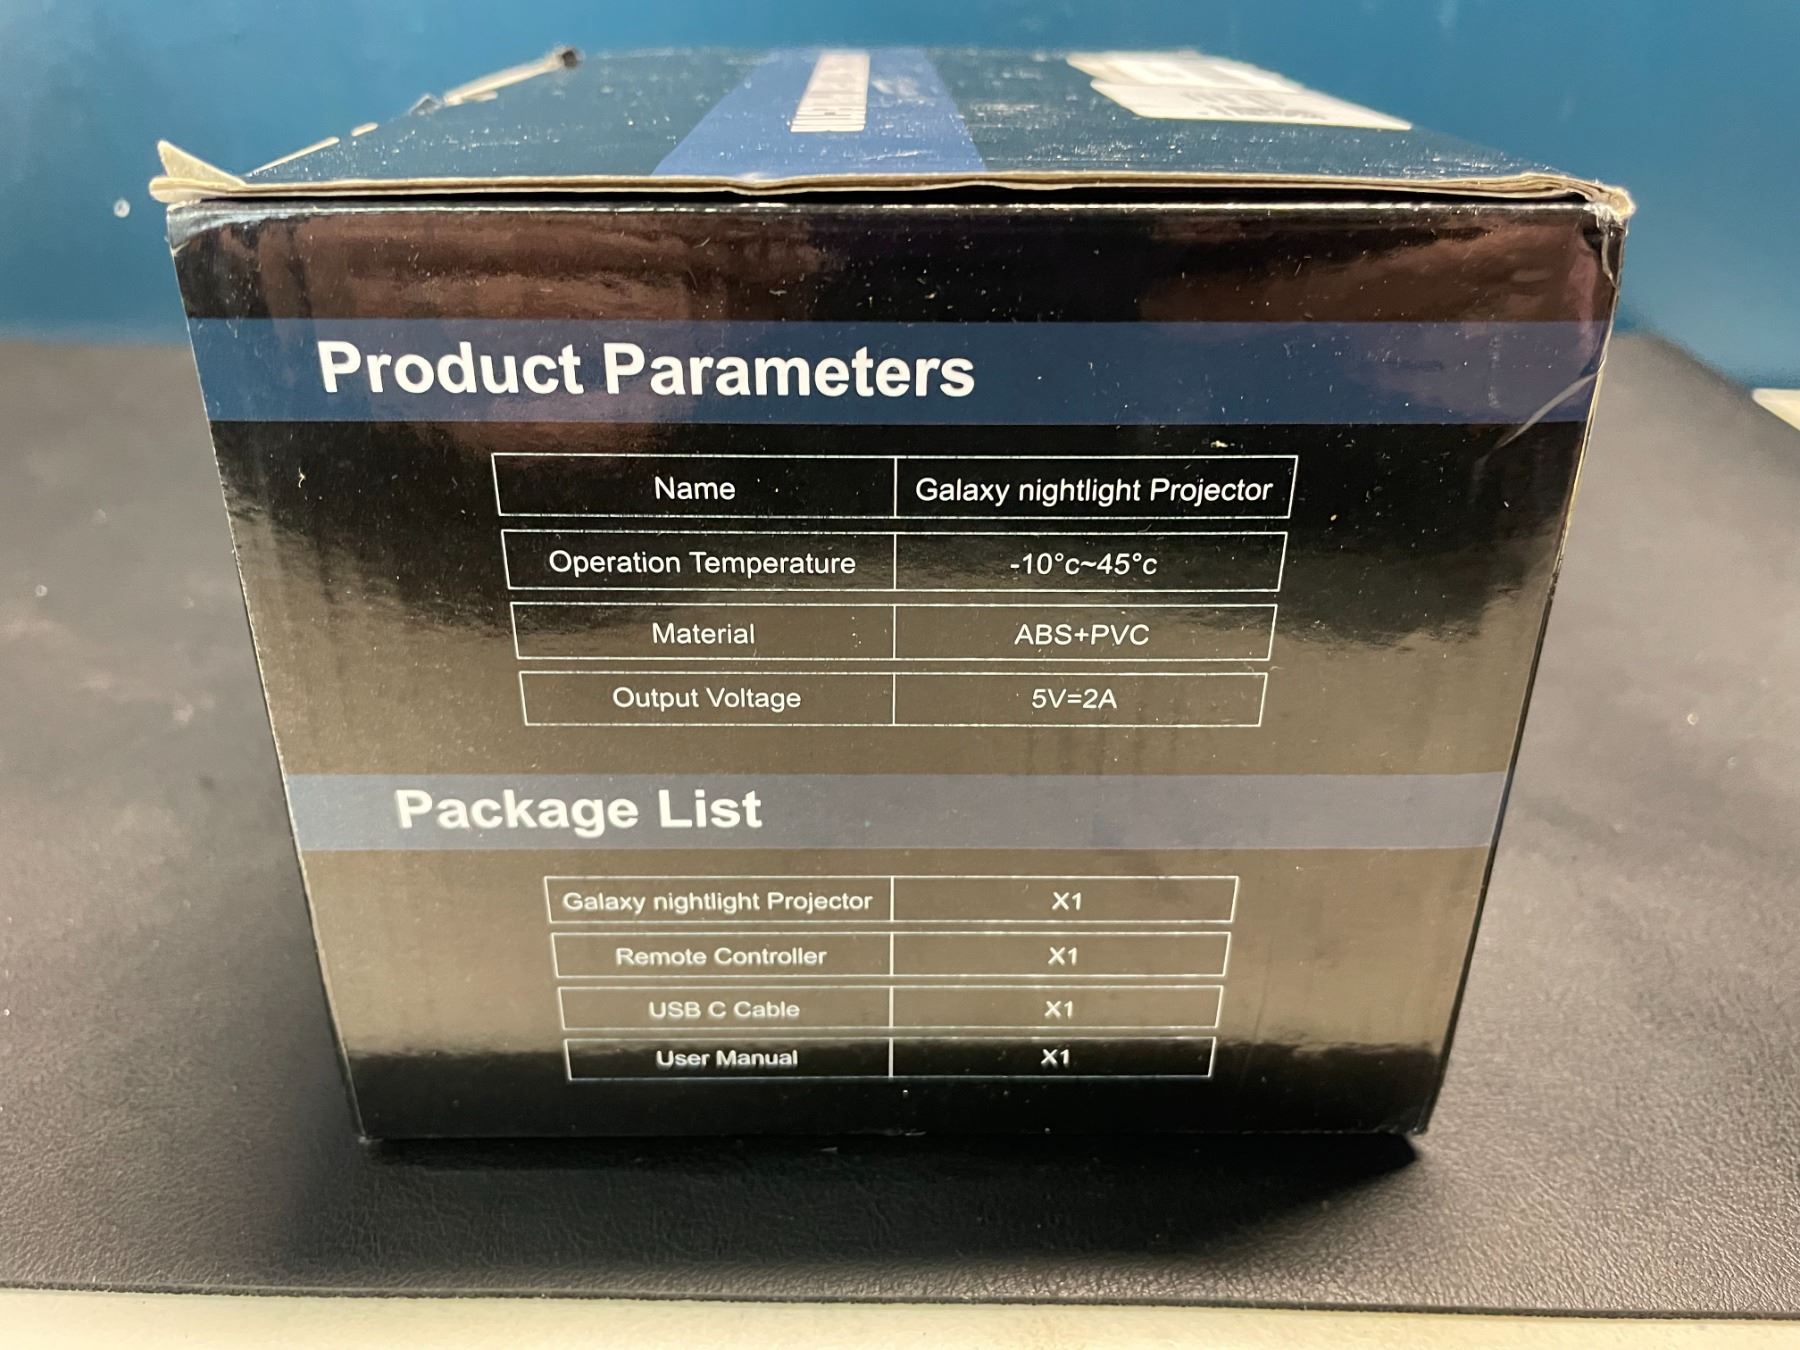 Product Parameters
Name Galaxy nightlight Projector
Operation Temperature -10°c~45°c
Material ABS+PVC
Output Voltage 5V=2A
Package List
Galaxy nightlight Projector X1
Remote Controller X1
USB C Cable X1
User Manual X1